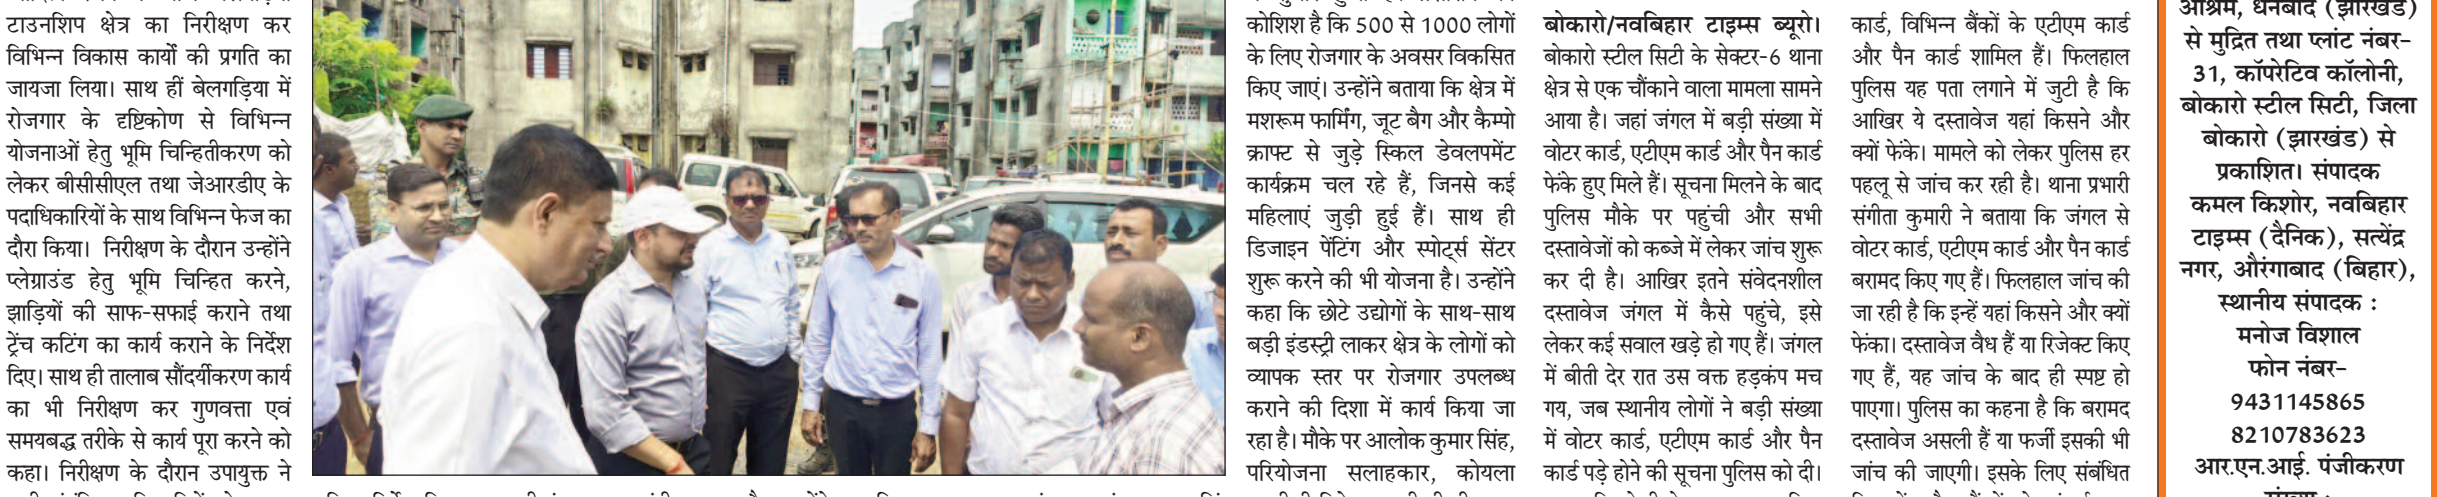 टाउनशिप क्षेत्र का निरीक्षण कर
विभिन्न विकास कार्यों की प्रगति का
जायजा लिया। साथ हीं बेलगड़िया में
रोजगार के दृष्टिकोण से विभिन्न
योजनाओं हेतु भूमि चिन्हितीकरण को
लेकर बीसीसीएल तथा जेआरडीए के
पदाधिकारियों के साथ विभिन्न फेज का
दौरा किया। निरीक्षण के दौरान उन्होंने
प्लेग्राउंड हेतु भूमि चिन्हित करने,
झाड़ियों की साफ-सफाई कराने तथा
ट्रेंच कटिंग का कार्य कराने के निर्देश
दिए। साथ ही तालाब सौंदर्यीकरण कार्य
का भी निरीक्षण कर गुणवत्ता एवं
समयबद्ध तरीके से कार्य पूरा करने को
कहा। निरीक्षण के दौरान उपायुक्त ने
कोशिश है कि 500 से 1000 लोगों
के लिए रोजगार के अवसर विकसित
किए जाएं। उन्होंने बताया कि क्षेत्र में
मशरूम फार्मिंग, जूट बैग और कैम्पो
क्राफ्ट से जुड़े स्किल डेवलपमेंट
कार्यक्रम चल रहे हैं, जिनसे कई
महिलाएं जुड़ी हुई हैं। साथ ही
डिजाइन पेंटिंग और स्पोर्ट्स सेंटर
शुरू करने की भी योजना है। उन्होंने
कहा कि छोटे उद्योगों के साथ-साथ
बड़ी इंडस्ट्री लाकर क्षेत्र के लोगों को
व्यापक स्तर पर रोजगार उपलब्ध
कराने की दिशा में कार्य किया जा
रहा है। मौके पर आलोक कुमार सिंह,
परियोजना सलाहकार, कोयला
बोकारो/नवबिहार टाइम्स ब्यूरो।
बोकारो स्टील सिटी के सेक्टर-6 थाना
क्षेत्र से एक चौंकाने वाला मामला सामने
आया है। जहां जंगल में बड़ी संख्या में
वोटर कार्ड, एटीएम कार्ड और पैन कार्ड
फेंके हुए मिले हैं। सूचना मिलने के बाद
पुलिस मौके पर पहुंची और सभी
दस्तावेजों को कब्जे में लेकर जांच शुरू
कर दी है। आखिर इतने संवेदनशील
दस्तावेज जंगल में कैसे पहुंचे, इसे
लेकर कई सवाल खड़े हो गए हैं। जंगल
में बीती देर रात उस वक्त हड़कंप मच
गय, जब स्थानीय लोगों ने बड़ी संख्या
में वोटर कार्ड, एटीएम कार्ड और पैन
कार्ड पड़े होने की सूचना पुलिस को दी।
कार्ड, विभिन्न बैंकों के एटीएम कार्ड
और पैन कार्ड शामिल हैं। फिलहाल
पुलिस यह पता लगाने में जुटी है कि
आखिर ये दस्तावेज यहां किसने और
क्यों फेंके। मामले को लेकर पुलिस हर
पहलू से जांच कर रही है। थाना प्रभारी
संगीता कुमारी ने बताया कि जंगल से
वोटर कार्ड, एटीएम कार्ड और पैन कार्ड
बरामद किए गए हैं। फिलहाल जांच की
जा रही है कि इन्हें यहां किसने और क्यों
फेंका। दस्तावेज वैध हैं या रिजेक्ट किए
गए हैं, यह जांच के बाद ही स्पष्ट हो
पाएगा। पुलिस का कहना है कि बरामद
दस्तावेज असली हैं या फर्जी इसकी भी
जांच की जाएगी। इसके लिए संबंधित
आश्रम, धनबाद (झारखंड)
से मुद्रित तथा प्लांट नंबर-
31, कॉपरेटिव कॉलोनी,
बोकारो स्टील सिटी, जिला
बोकारो (झारखंड) से
प्रकाशित। संपादक
कमल किशोर, नवबिहार
टाइम्स (दैनिक), सत्येंद्र
नगर, औरंगाबाद (बिहार),
स्थानीय संपादक :
मनोज विशाल
फोन नंबर-
9431145865
8210783623
आर.एन.आई. पंजीकरण